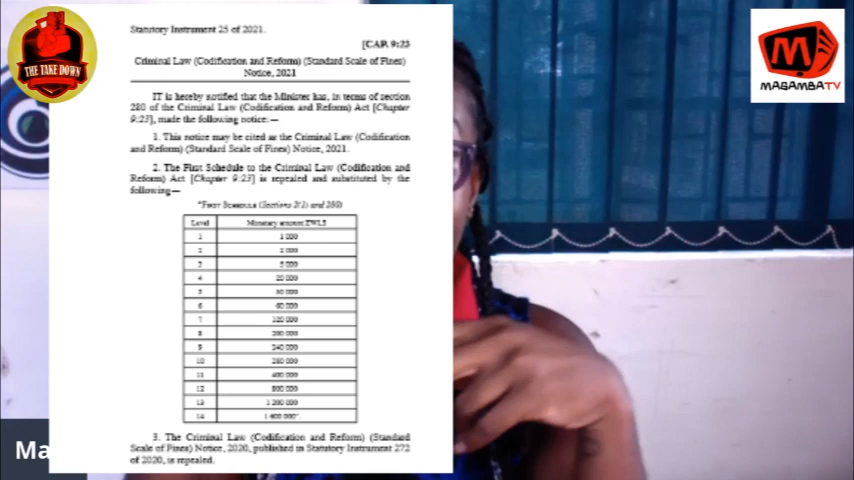 THE TAKE DOWN
Statutory Instrument 25 of 2021.
[CAP. 9:23
Criminal Law (Codification and Reform) (Standard Scale of Fines)
Notice, 2021
IT is hereby notified that the Minister has, in terms of section
280 of the Criminal Law (Codification and Reform) Act [Chapter
9:23], made the following notice:—
1. This notice may be cited as the Criminal Law (Codification
and Reform) (Standard Scale of Fines) Notice, 2021.
2. The First Schedule to the Criminal Law (Codification and
Reform) Act [Chapter 9:23] is repealed and substituted by the
following—
"FIRST SCHEDULE (Sections 2(1) and 280)
Level Monetary amount ZWL$
1 1 000
2 2 000
3 5 000
4 20 000
5 30 000
6 60 000
7 120 000
8 200 000
9 240 000
10 280 000
11 400 000
12 800 000
13 1 200 000
14 1 600 000".
3. The Criminal Law (Codification and Reform) (Standard
Scale of Fines) Notice, 2020, published in Statutory Instrument 272
of 2020, is repealed.
M
MAGAMBA TV
Ma